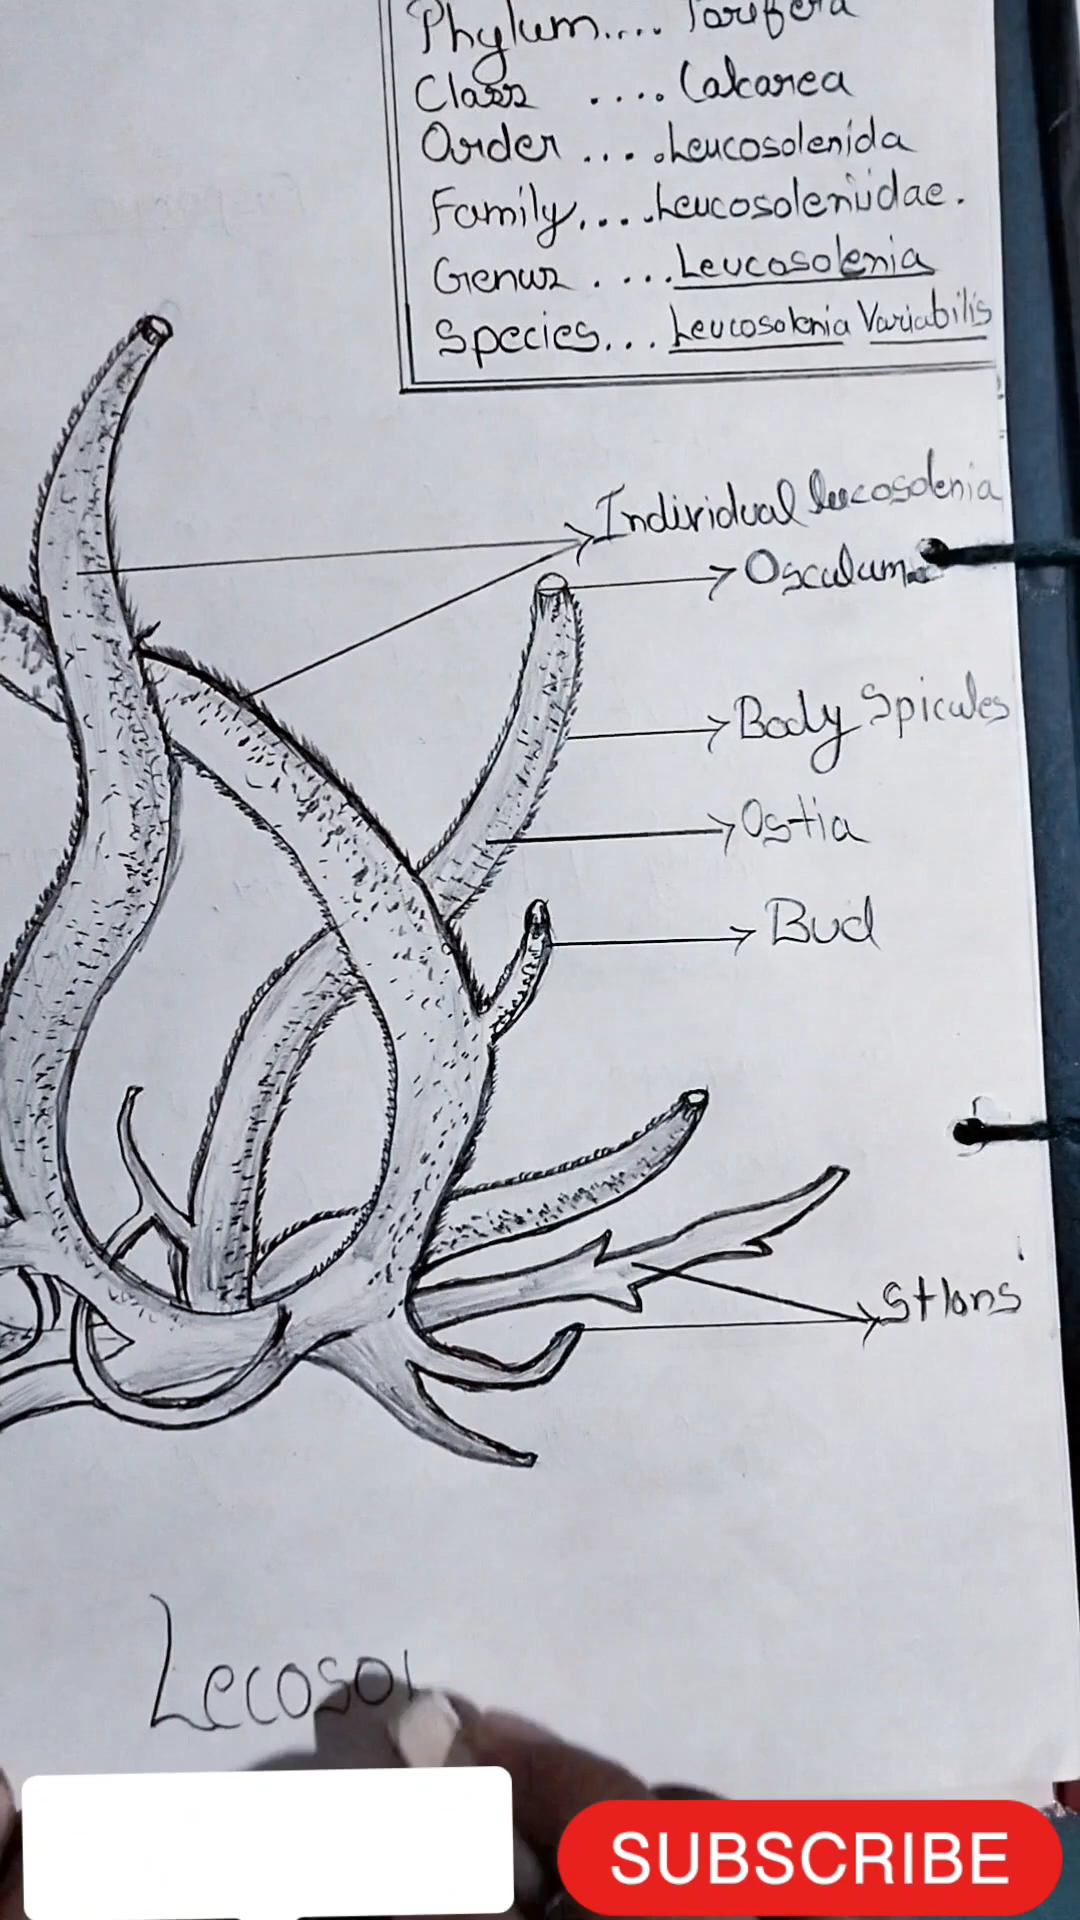 Phylum.... Porifera
Class .... Calcarea
Order .... Leucosolenida
Family.... Leucosoleniidae.
Genus ..... Leucosolenia
Species... Leucosolenia Variabilis
Individual leucosolenia
Osculum
Body Spicules
Ostia
Bud
Stlons
Lecosol
SUBSCRIBE